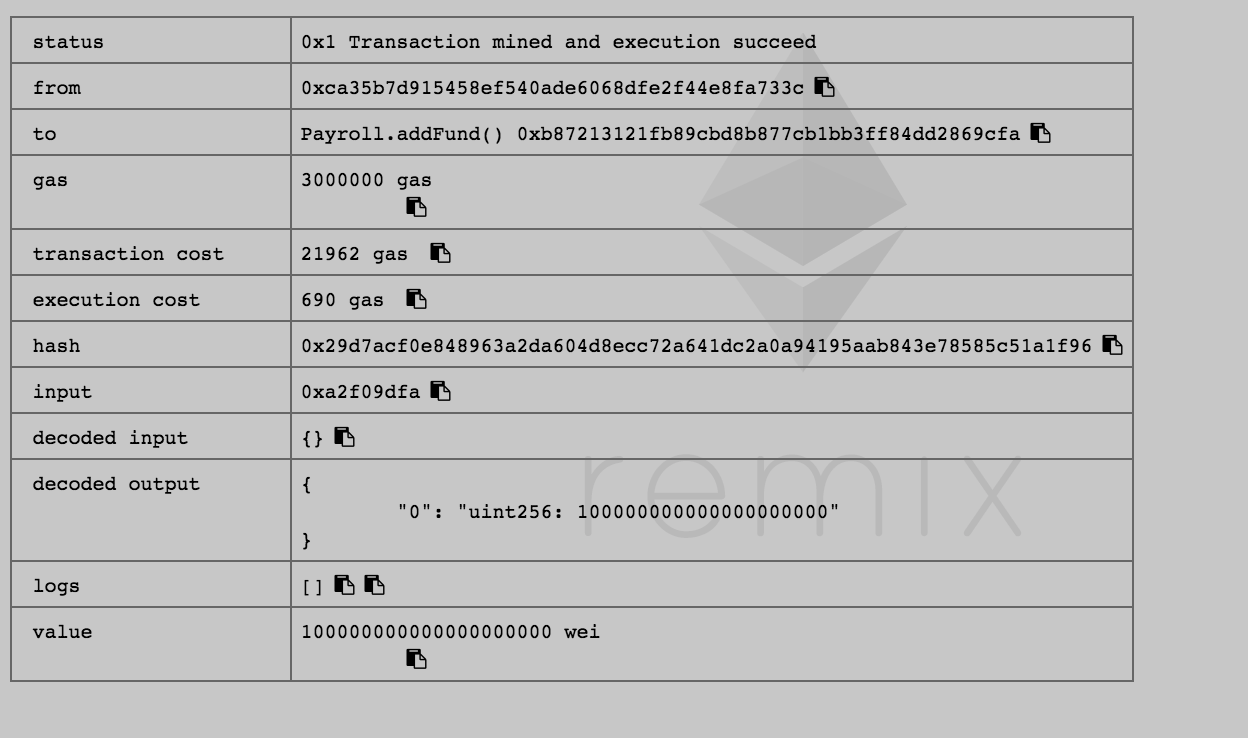 status 0x1 Transaction mined and execution succeed
from 0xca35b7d915458ef540ade6068dfe2f44e8fa733c
to Payroll.addFund() 0xb87213121fb89cbd8b877cb1bb3ff84dd2869cfa
gas 3000000 gas
transaction cost 21962 gas
execution cost 690 gas
hash 0x29d7acf0e848963a2da604d8ecc72a641dc2a0a94195aab843e78585c51a1f96
input 0xa2f09dfa
decoded input {}
decoded output {
"0": "uint256: 100000000000000000000"
}
logs []
value 100000000000000000000 wei
remix